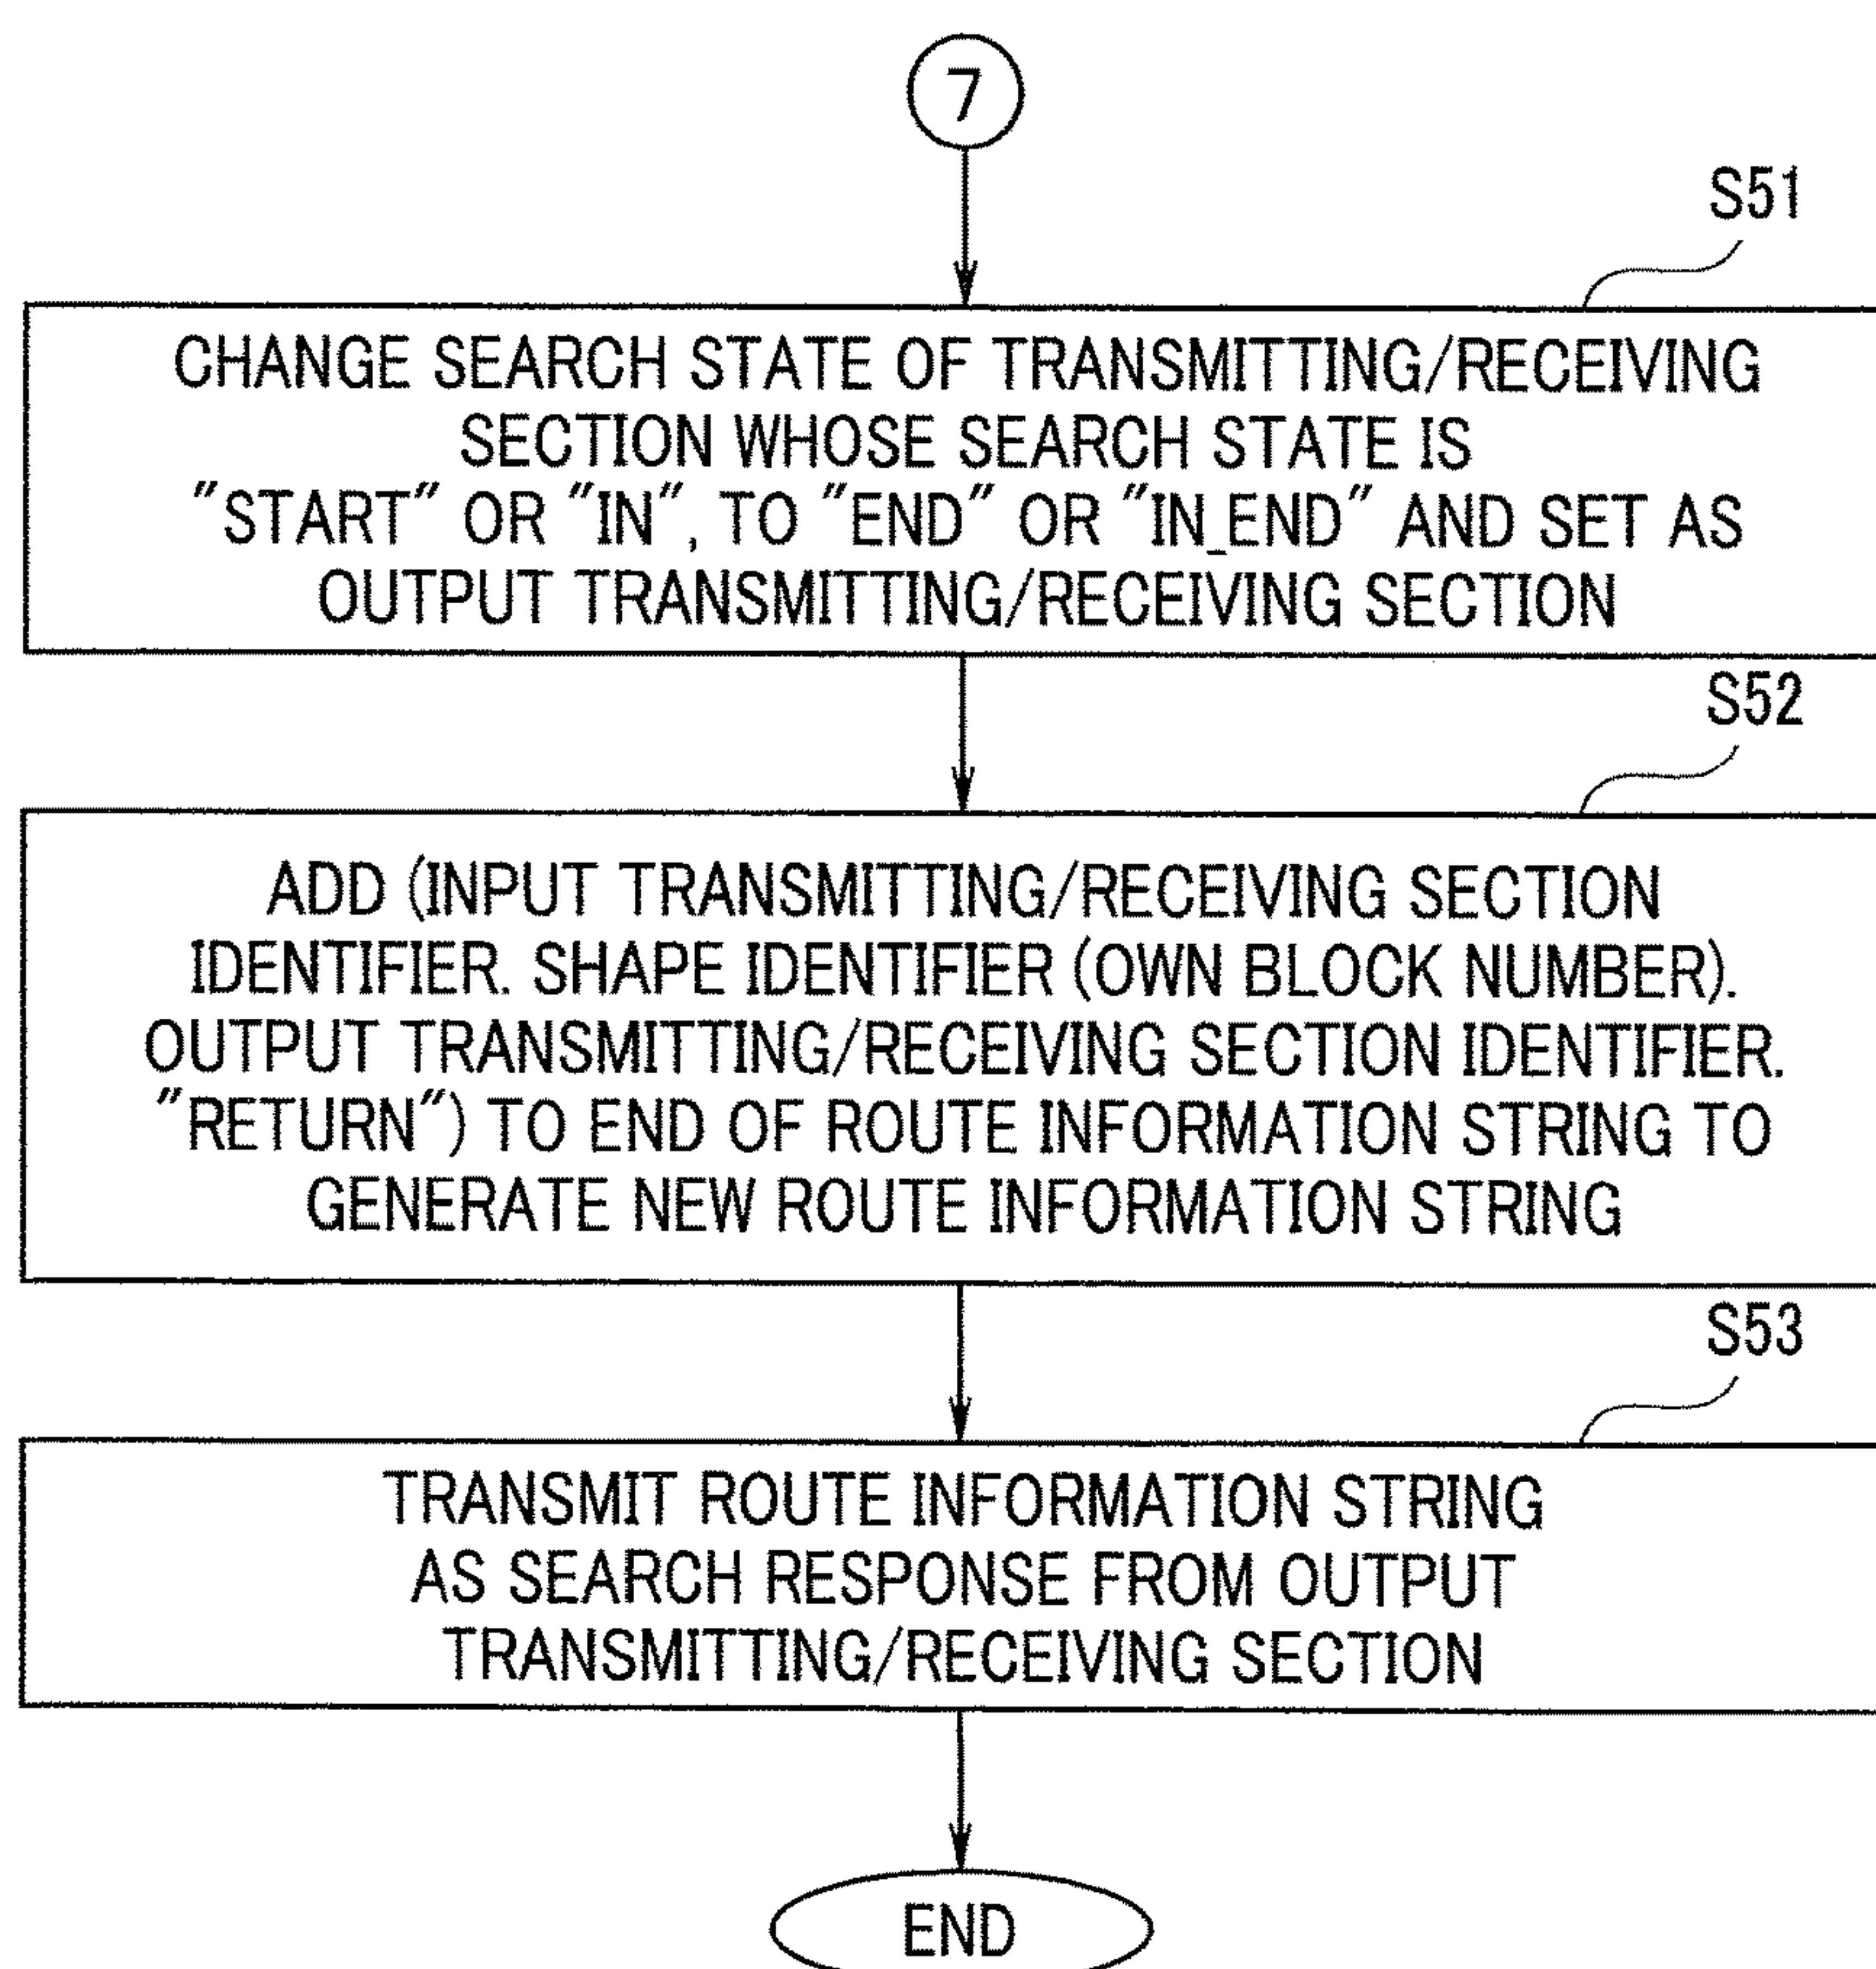 7
S51
CHANGE SEARCH STATE OF TRANSMITTING/RECEIVING
SECTION WHOSE SEARCH STATE IS
"START" OR "IN", TO "END" OR "IN_END" AND SET AS
OUTPUT TRANSMITTING/RECEIVING SECTION
S52
ADD (INPUT TRANSMITTING/RECEIVING SECTION
IDENTIFIER. SHAPE IDENTIFIER (OWN BLOCK NUMBER).
OUTPUT TRANSMITTING/RECEIVING SECTION IDENTIFIER.
"RETURN") TO END OF ROUTE INFORMATION STRING TO
GENERATE NEW ROUTE INFORMATION STRING
S53
TRANSMIT ROUTE INFORMATION STRING
AS SEARCH RESPONSE FROM OUTPUT
TRANSMITTING/RECEIVING SECTION
END